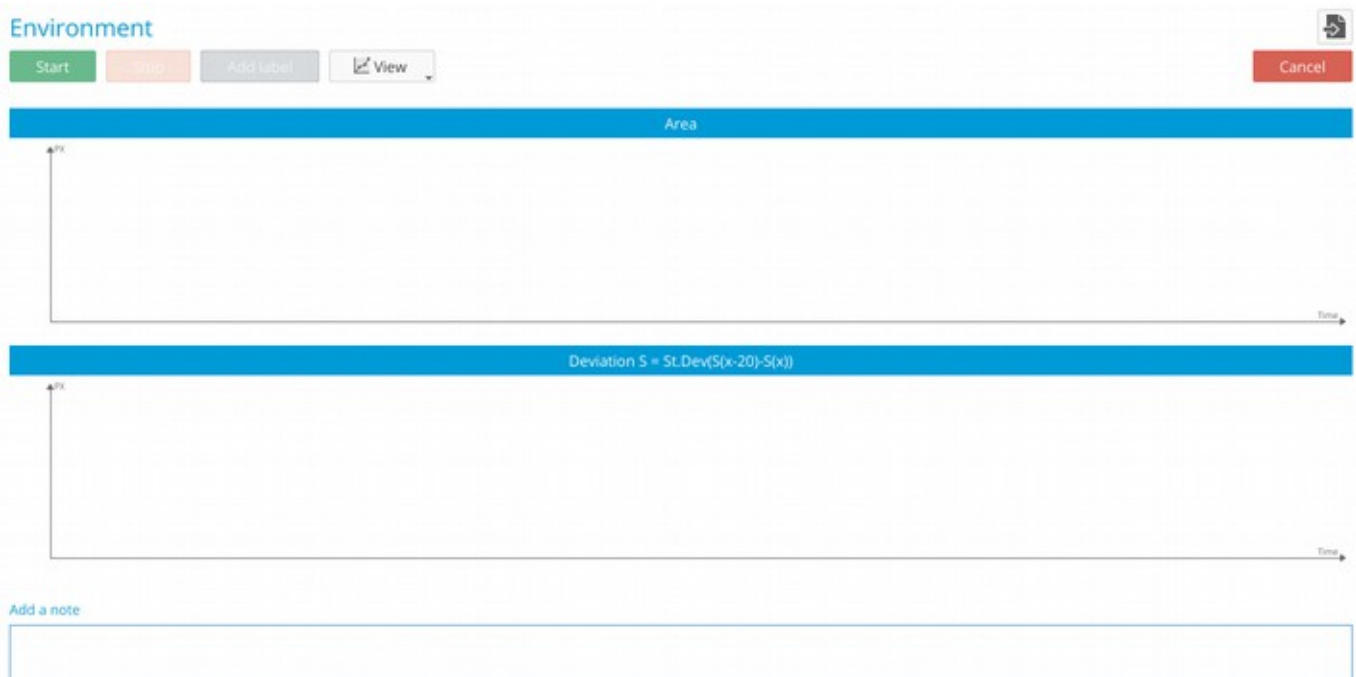 Environment
Start Stop Add label View
Cancel
Area
PX
Time
Deviation S = St.Dev(S(x-20)-S(x))
PX
Time
Add a note